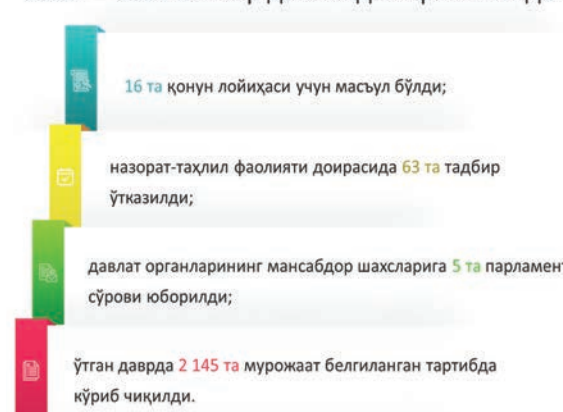 16 та қонун лойиҳаси учун масъул бўлди;
назорат-таҳлил фаолияти доирасида 63 та тадбир
ўтказилди;
давлат органларининг мансабдор шахсларига 5 та парламент
сўрови юборилди;
ўтган даврда 2 145 та мурожаат белгиланган тартибда
кўриб чиқилди.